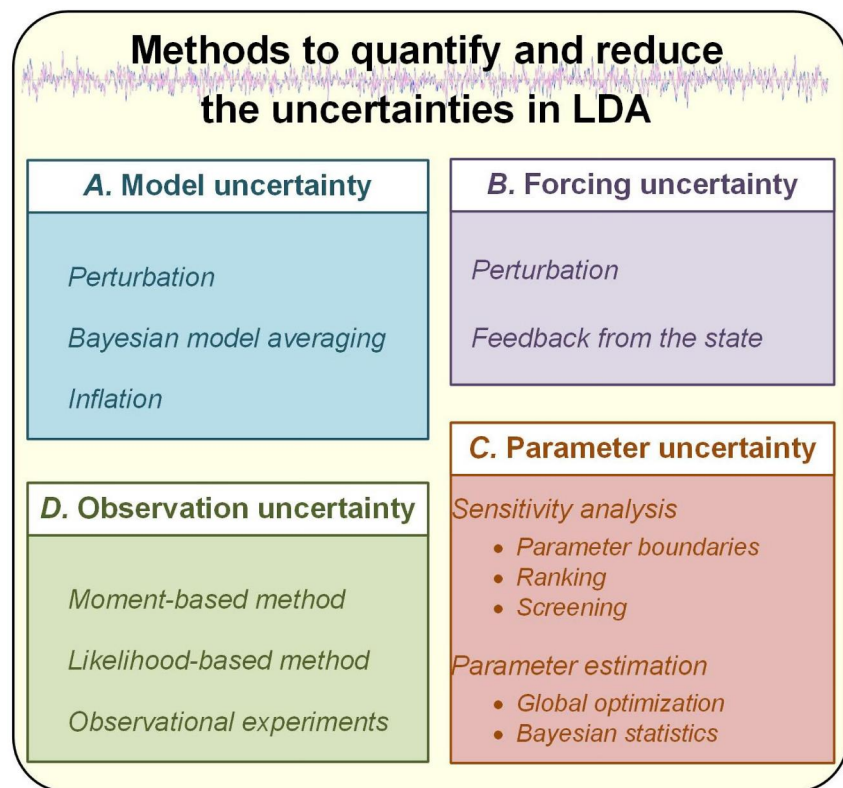 Methods to quantify and reduce
the uncertainties in LDA
A. Model uncertainty
Perturbation
Bayesian model averaging
Inflation
B. Forcing uncertainty
Perturbation
Feedback from the state
C. Parameter uncertainty
Sensitivity analysis
• Parameter boundaries
• Ranking
• Screening
Parameter estimation
• Global optimization
• Bayesian statistics
D. Observation uncertainty
Moment-based method
Likelihood-based method
Observational experiments